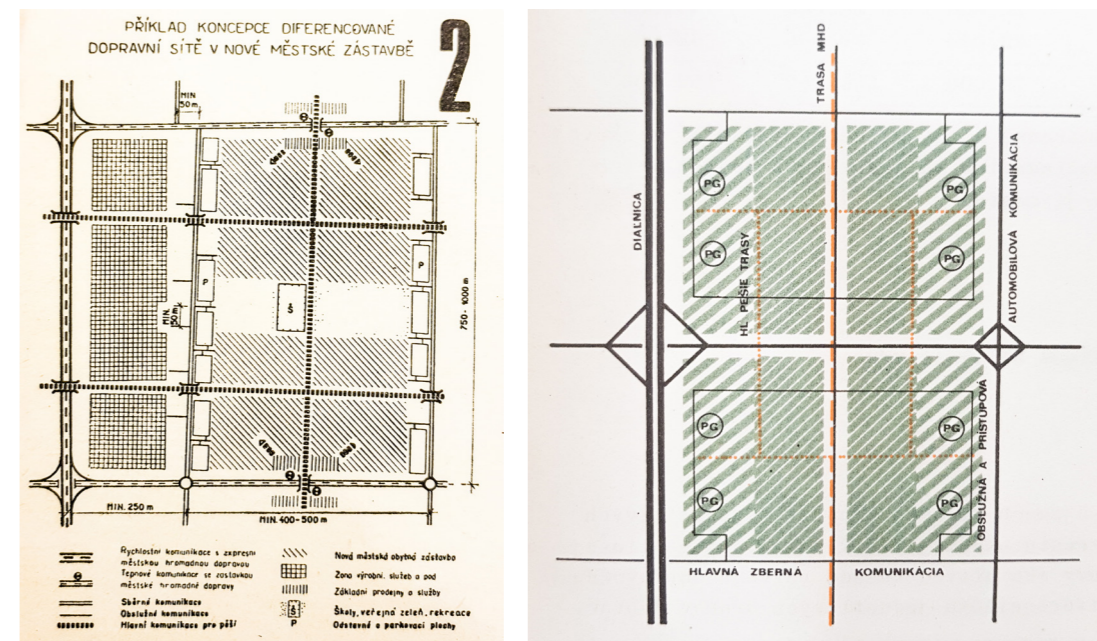 PŘÍKLAD KONCEPCE DIFERENCOVANÉ
DOPRAVNÍ SÍTĚ V NOVÉ MĚSTSKÉ ZÁSTAVBĚ
2
MIN
50m
P
Š
MIN.
50m
750-1000 m
MIN. 250 m
MIN. 400-500 m
Rychlostní komunikace s expresní
městskou hromadnou dopravou
Tepnové komunikace se zastávkou
městské hromadné dopravy
Sběrné komunikace
Obslužné komunikace
Hlavní komunikace pro pěší
Nová městská obytná zástavba
Zona výrobní, služeb a pod
Základní prodejny a služby
Š
Školy, veřejná zeleň, rekreace
P
Odstavné a parkovací plochy
TRASA MHD
DIAĽNICA
HL PEŠIE TRASY
AUTOMOBILOVÁ KOMUNIKÁCIA
OBSLUŽNÁ A PRÍSTUPOVÁ
PG
PG
PG
PG
PG
PG
PG
PG
HLAVNÁ ZBERNÁ KOMUNIKÁCIA